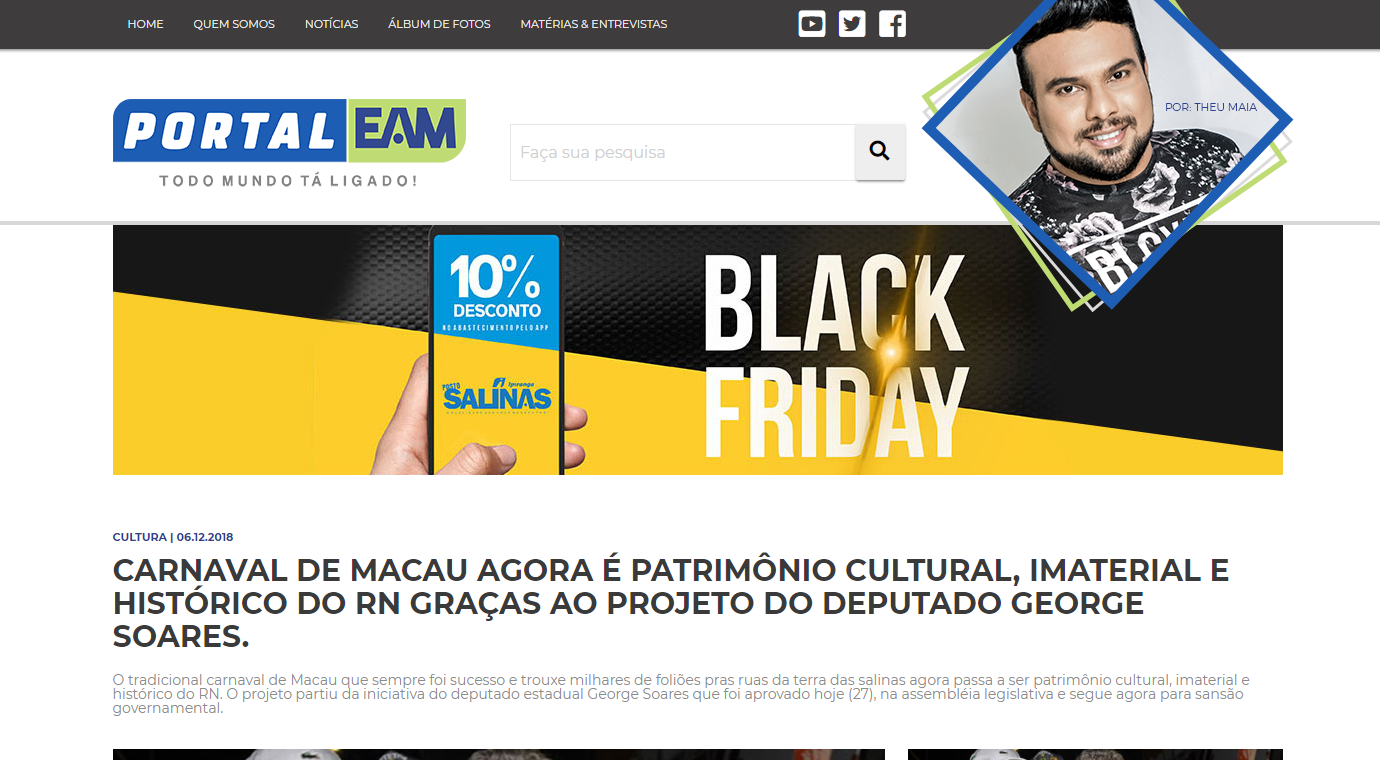 HOME QUEM SOMOS NOTÍCIAS ÁLBUM DE FOTOS MATÉRIAS & ENTREVISTAS
POR: THEU MAIA
PORTAL EAM
TODO MUNDO TÁ LIGADO!
Faça sua pesquisa
BLACK
10%
DESCONTO
NO ABASTECIMENTO PELO APP
BLACK
FRIDAY
POSTO Ipiranga
SALINAS
CULTURA | 06.12.2018
CARNAVAL DE MACAU AGORA É PATRIMÔNIO CULTURAL, IMATERIAL E
HISTÓRICO DO RN GRAÇAS AO PROJETO DO DEPUTADO GEORGE
SOARES.
O tradicional carnaval de Macau que sempre foi sucesso e trouxe milhares de foliões pras ruas da terra das salinas agora passa a ser patrimônio cultural, imaterial e
histórico do RN. O projeto partiu da iniciativa do deputado estadual George Soares que foi aprovado hoje (27), na assembléia legislativa e segue agora para sansão
governamental.